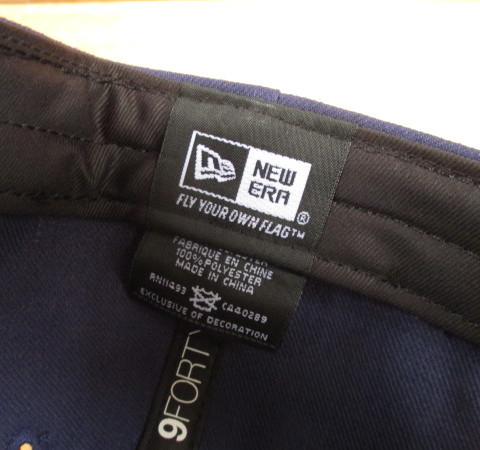 NEW
ERA
®
FLY YOUR OWN FLAG™
FABRIQUE EN CHINE
100% POLYESTER
MADE IN CHINA
RN11493 CA40289
EXCLUSIVE OF DECORATION
9FORTY